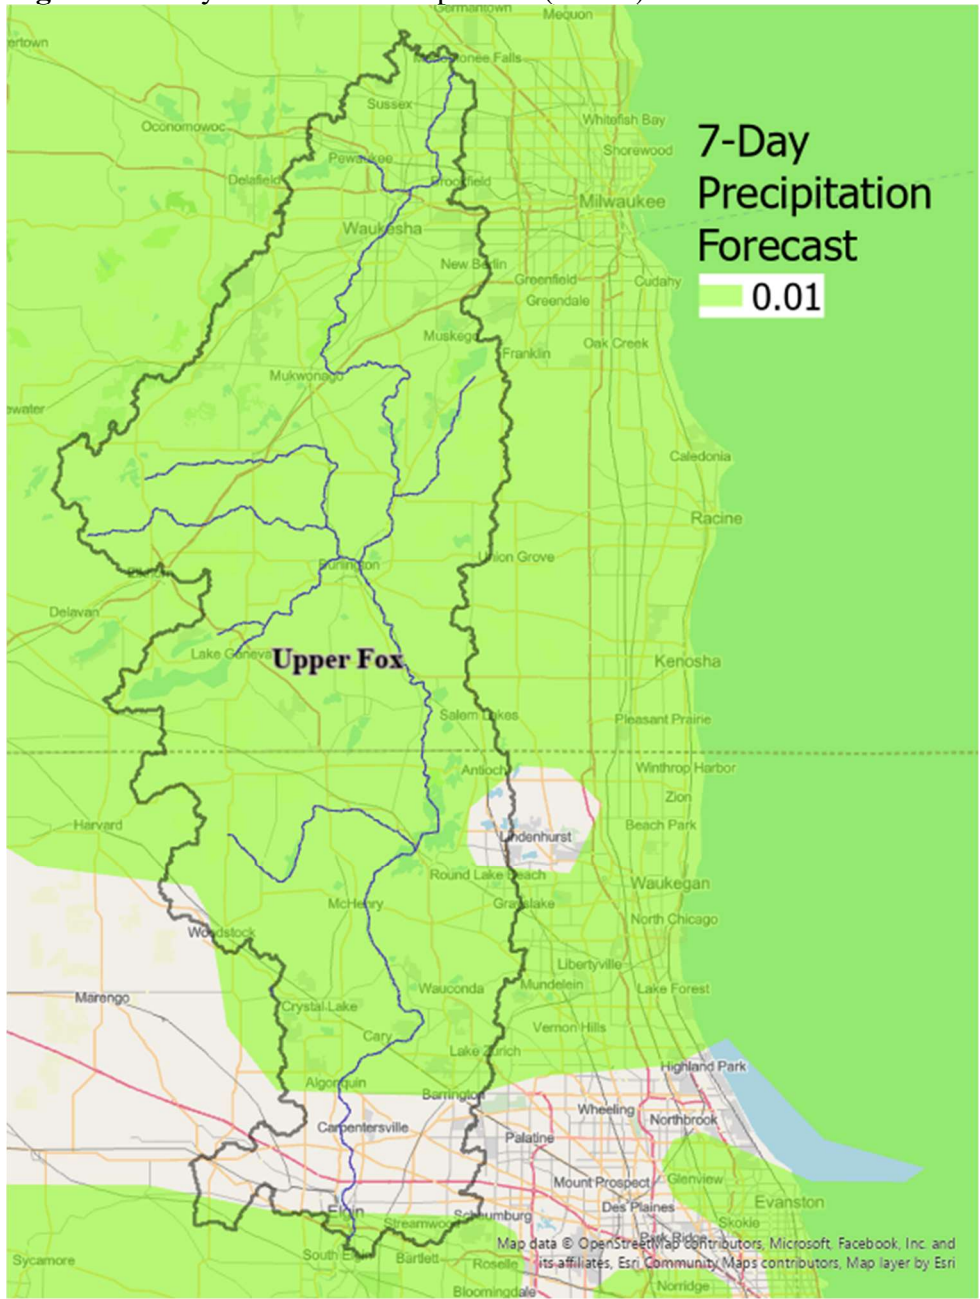 Germantown
Mequon
ertown
Falls
Sussex
Oconomowoc
Whitefish Bay
Pewaukee
Shorewood
Delafield
Brookfield
Milwaukee
Waukesha
New Berlin
Greenfield
Cudahy
Greendale
Muskego
Oak Creek
Franklin
Mukwonago
ewater
Caledonia
Racine
Union Grove
Burlington
Delavan
Lake Geneva
Upper Fox
Kenosha
Salem Lakes
Pleasant Prairie
Antioch
Winthrop Harbor
Zion
Harvard
Beach Park
Lindenhurst
Round Lake Beach
Waukegan
McHenry
Grayslake
North Chicago
Woodstock
Libertyville
Wauconda
Mundelein
Lake Forest
Marengo
Crystal Lake
Vernon Hills
Cary
Lake Zurich
Highland Park
Algonquin
Barrington
Wheeling
Northbrook
Carpentersville
Palatine
Mount Prospect
Glenview
Elgin
Des Plaines
Evanston
Schaumburg
Streamwood
Skokie
Park Ridge
South Elgin
Bartlett
Sycamore
Roselle
Norridge
Bloomingdale
7-Day
Precipitation
Forecast
0.01
Map data © OpenStreetMap contributors, Microsoft, Facebook, Inc. and
its affiliates, Esri Community Maps contributors, Map layer by Esri